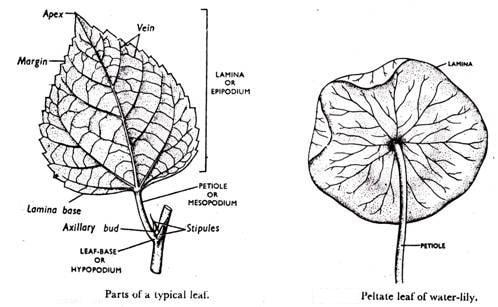 Apex
Vein
Margin
LAMINA
OR
EPIPODIUM
PETIOLE
OR
MESOPODIUM
Lamina base
Axillary bud
Stipules
LEAF-BASE
OR
HYPOPODIUM
Parts of a typical leaf.
LAMINA
PETIOLE
Peltate leaf of water-lily.